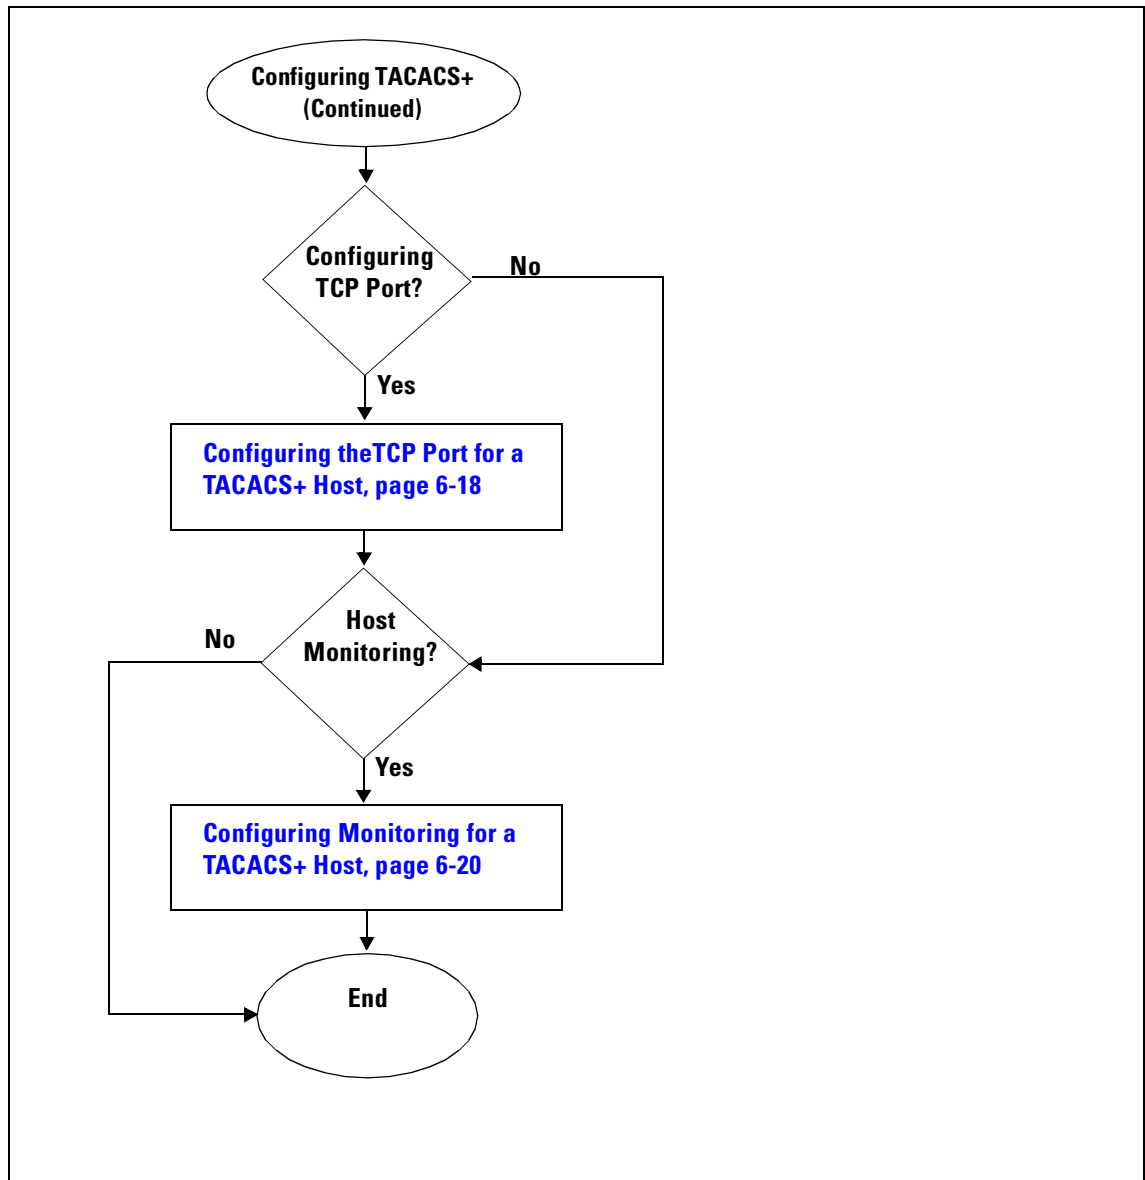 Configuring TACACS+
(Continued)
Configuring
TCP Port?
No
Yes
Configuring theTCP Port for a
TACACS+ Host, page 6-18
Host
Monitoring?
No
Yes
Configuring Monitoring for a
TACACS+ Host, page 6-20
End